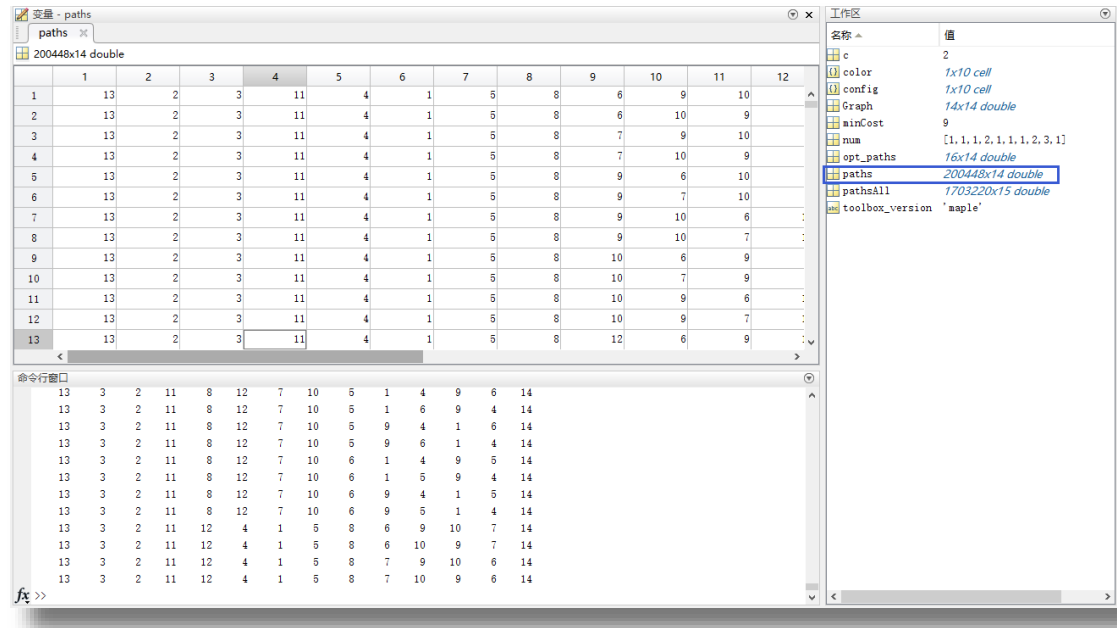 变量 - paths
paths
200448x14 double
1 2 3 4 5 6 7 8 9 10 11 12
1 13 2 3 11 4 1 5 8 6 9 10
2 13 2 3 11 4 1 5 8 6 10 9
3 13 2 3 11 4 1 5 8 7 9 10
4 13 2 3 11 4 1 5 8 7 10 9
5 13 2 3 11 4 1 5 8 9 6 10
6 13 2 3 11 4 1 5 8 9 7 10
7 13 2 3 11 4 1 5 8 9 10 6
8 13 2 3 11 4 1 5 8 9 10 7
9 13 2 3 11 4 1 5 8 10 6 9
10 13 2 3 11 4 1 5 8 10 7 9
11 13 2 3 11 4 1 5 8 10 9 6
12 13 2 3 11 4 1 5 8 10 9 7
13 13 2 3 11 4 1 5 8 12 6 9
命令行窗口
13 3 2 11 8 12 7 10 5 1 4 9 6 14
13 3 2 11 8 12 7 10 5 1 6 9 4 14
13 3 2 11 8 12 7 10 5 9 4 1 6 14
13 3 2 11 8 12 7 10 5 9 6 1 4 14
13 3 2 11 8 12 7 10 6 1 4 9 5 14
13 3 2 11 8 12 7 10 6 1 5 9 4 14
13 3 2 11 8 12 7 10 6 9 4 1 5 14
13 3 2 11 8 12 7 10 6 9 5 1 4 14
13 3 2 11 12 4 1 5 8 6 9 10 7 14
13 3 2 11 12 4 1 5 8 6 10 9 7 14
13 3 2 11 12 4 1 5 8 7 9 10 6 14
13 3 2 11 12 4 1 5 8 7 10 9 6 14
fx >>
工作区
名称 值
c 2
color 1x10 cell
config 1x10 cell
Graph 14x14 double
minCost 9
num [1,1,1,2,1,1,1,2,3,1]
opt_paths 16x14 double
paths 200448x14 double
pathsAll 1703220x15 double
toolbox_version 'maple'